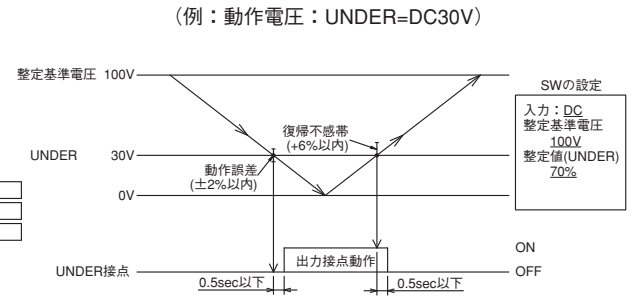 （例：動作電圧：UNDER=DC30V）
整定基準電圧 100V
SWの設定
入力：DC
整定基準電圧
100V
整定値(UNDER)
70%
復帰不感帯
(+6%以内)
UNDER 30V
動作誤差
(±2%以内)
0V
ON
出力接点動作
UNDER接点
OFF
0.5sec以下
0.5sec以下